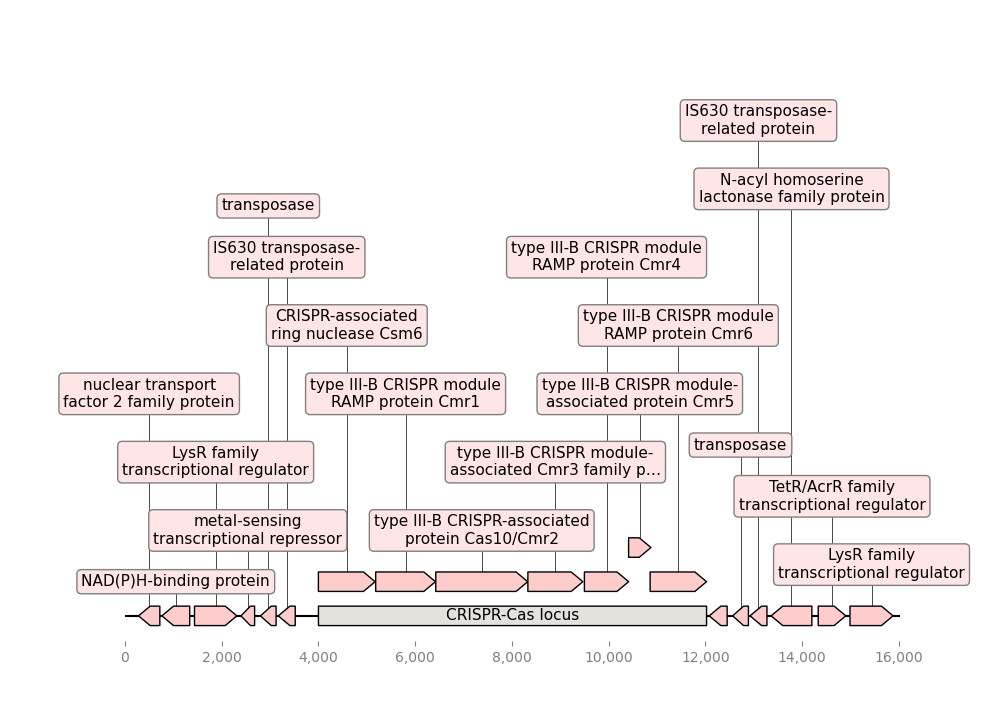 IS630 transposase-
related protein
N-acyl homoserine
lactonase family protein
transposase
IS630 transposase-
related protein
type III-B CRISPR module
RAMP protein Cmr4
CRISPR-associated
ring nuclease Csm6
type III-B CRISPR module
RAMP protein Cmr6
nuclear transport
factor 2 family protein
type III-B CRISPR module
RAMP protein Cmr1
type III-B CRISPR module-
associated protein Cmr5
transposase
LysR family
transcriptional regulator
type III-B CRISPR module-
associated Cmr3 family p…
TetR/AcrR family
transcriptional regulator
metal-sensing
transcriptional repressor
type III-B CRISPR-associated
protein Cas10/Cmr2
LysR family
transcriptional regulator
NAD(P)H-binding protein
CRISPR-Cas locus
0 2,000 4,000 6,000 8,000 10,000 12,000 14,000 16,000